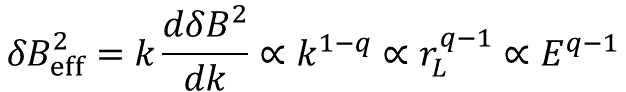 δB²_eff = k dδB²/dk ∝ k^{1−q} ∝ r_L^{q−1} ∝ E^{q−1}